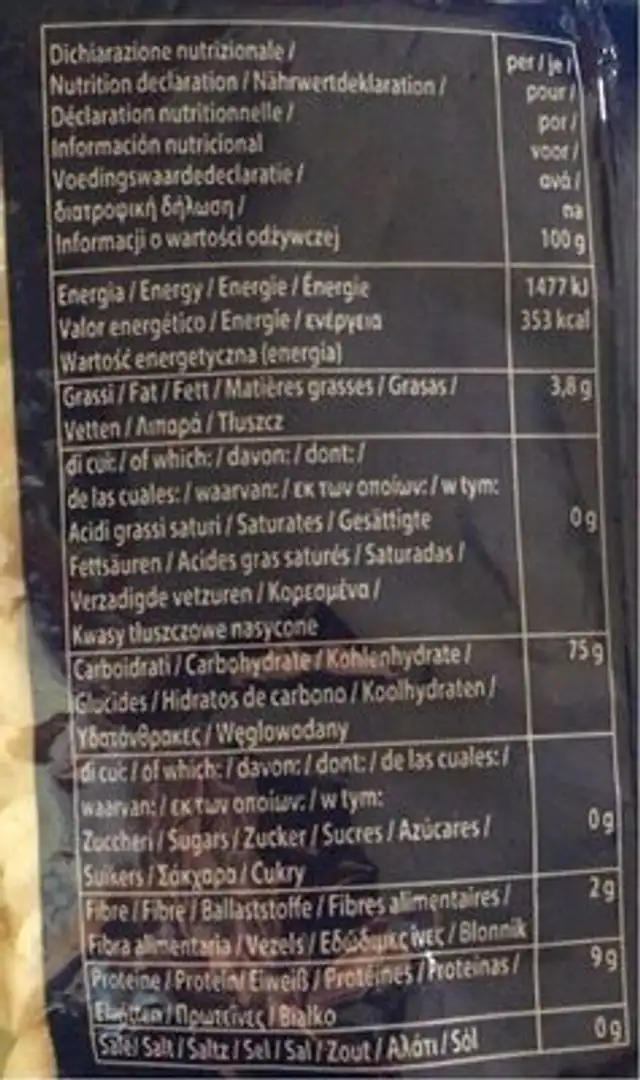 Dichiarazione nutrizionale /
Nutrition declaration / Nährwertdeklaration /
Déclaration nutritionnelle /
Información nutricional
Voedingswaardedeclaratie /
διατροφική δήλωση /
Informacji o wartości odżywczej
per / je /
pour /
por /
voor /
ανά /
na
100 g
Energia / Energy / Energie / Énergie
Valor energético / Energie / ενέργεια
Wartość energetyczna (energia)
1477 kJ
353 kcal
Grassi / Fat / Fett / Matières grasses / Grasas /
Vetten / Λιπαρά / Tłuszcz
3,8 g
di cui: / of which: / davon: / dont: /
de las cuales: / waarvan: / εκ των οποίων: / w tym:
Acidi grassi saturi / Saturates / Gesättigte
Fettsäuren / Acides gras saturés / Saturadas /
Verzadigde vetzuren / Κορεσμένα /
Kwasy tłuszczowe nasycone
0 g
Carboidrati / Carbohydrate / Kohlenhydrate /
Glucides / Hidratos de carbono / Koolhydraten /
Υδατάνθρακες / Węglowodany
75 g
di cui: / of which: / davon: / dont: / de las cuales: /
waarvan: / εκ των οποίων: / w tym:
Zuccheri / Sugars / Zucker / Sucres / Azúcares /
Suikers / Σάκχαρα / Cukry
0 g
Fibre / Fibre / Ballaststoffe / Fibres alimentaires /
Fibra alimentaria / Vezels / Εδώδιμες ίνες / Błonnik
2 g
Proteine / Protein / Eiweiß / Protéines / Proteínas /
Eiwitten / Πρωτεΐνες / Białko
9 g
Sale / Salt / Saltz / Sel / Sal / Zout / Αλάτι / Sól
0 g